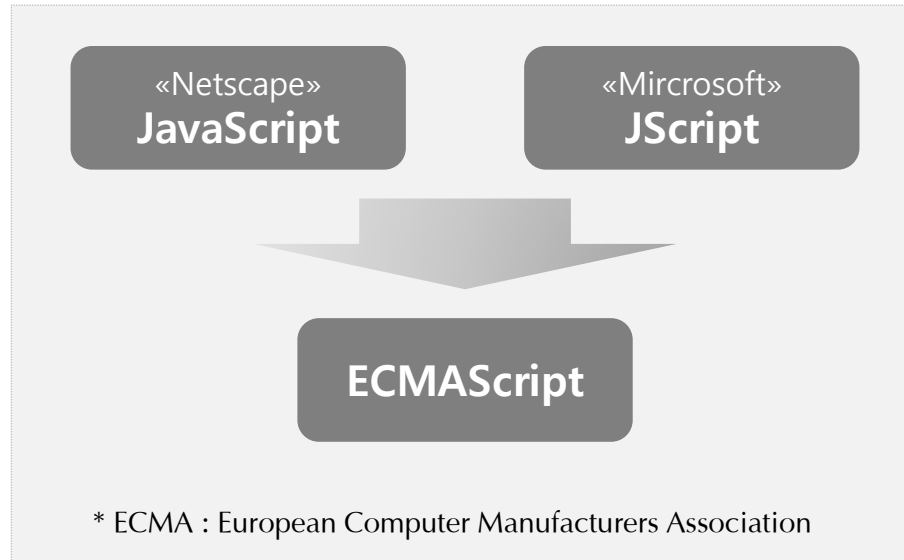 «Netscape»
JavaScript
«Mircrosoft»
JScript
ECMAScript
* ECMA : European Computer Manufacturers Association